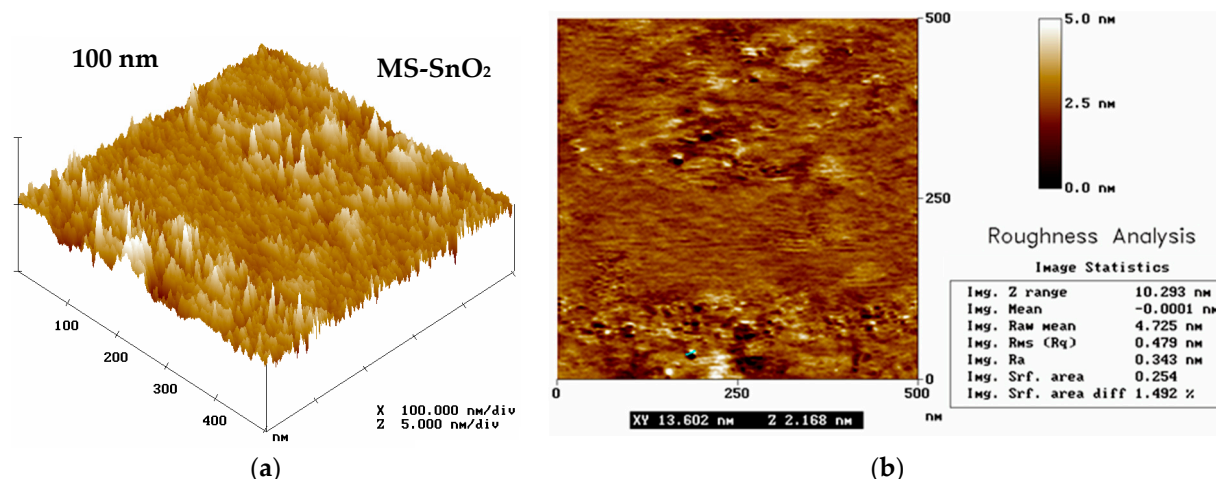 100 nm
MS-SnO₂
100
200
300
400
nm
X 100.000 nm/div
Z 5.000 nm/div
(a)
500
250
0
0
250
500
nm
XY 13.602 nm Z 2.168 nm
5.0 nm
2.5 nm
0.0 nm
Roughness Analysis
Image Statistics
Img. Z range 10.293 nm
Img. Mean -0.0001 nm
Img. Raw mean 4.725 nm
Img. Rms (Rq) 0.479 nm
Img. Ra 0.343 nm
Img. Srf. area 0.254
Img. Srf. area diff 1.492 %
(b)